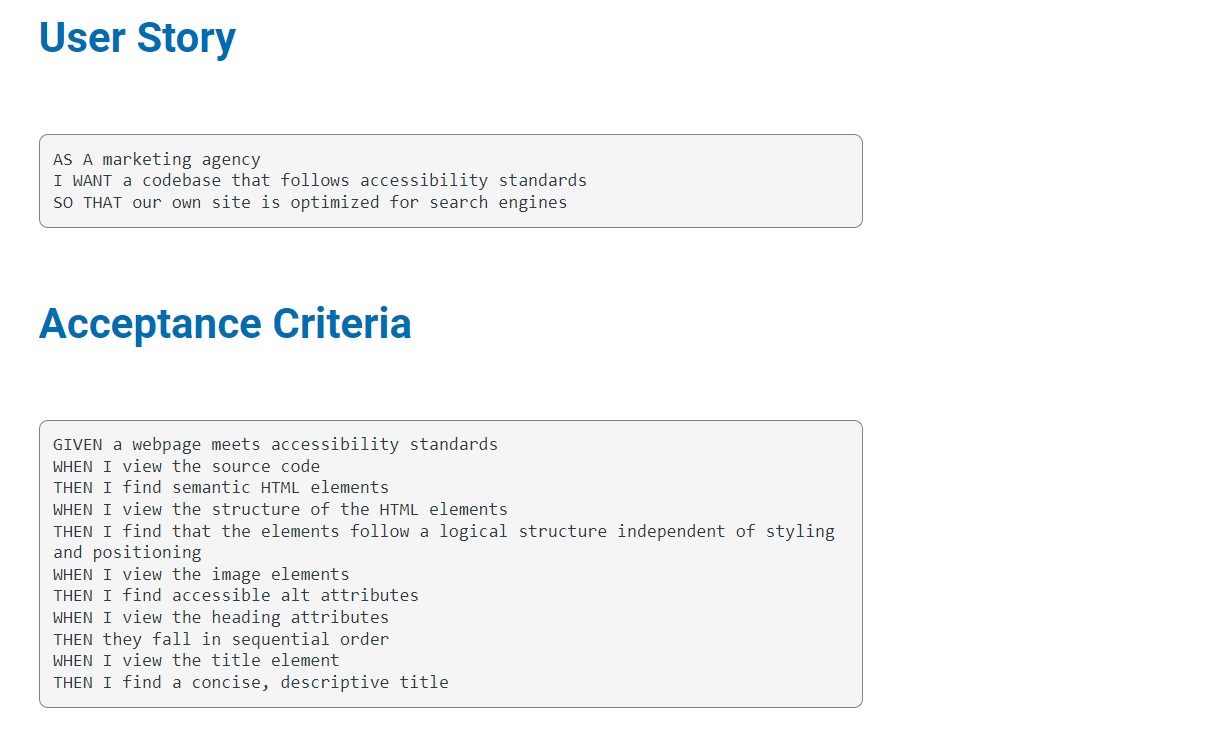 User Story
AS A marketing agency
I WANT a codebase that follows accessibility standards
SO THAT our own site is optimized for search engines
Acceptance Criteria
GIVEN a webpage meets accessibility standards
WHEN I view the source code
THEN I find semantic HTML elements
WHEN I view the structure of the HTML elements
THEN I find that the elements follow a logical structure independent of styling
and positioning
WHEN I view the image elements
THEN I find accessible alt attributes
WHEN I view the heading attributes
THEN they fall in sequential order
WHEN I view the title element
THEN I find a concise, descriptive title